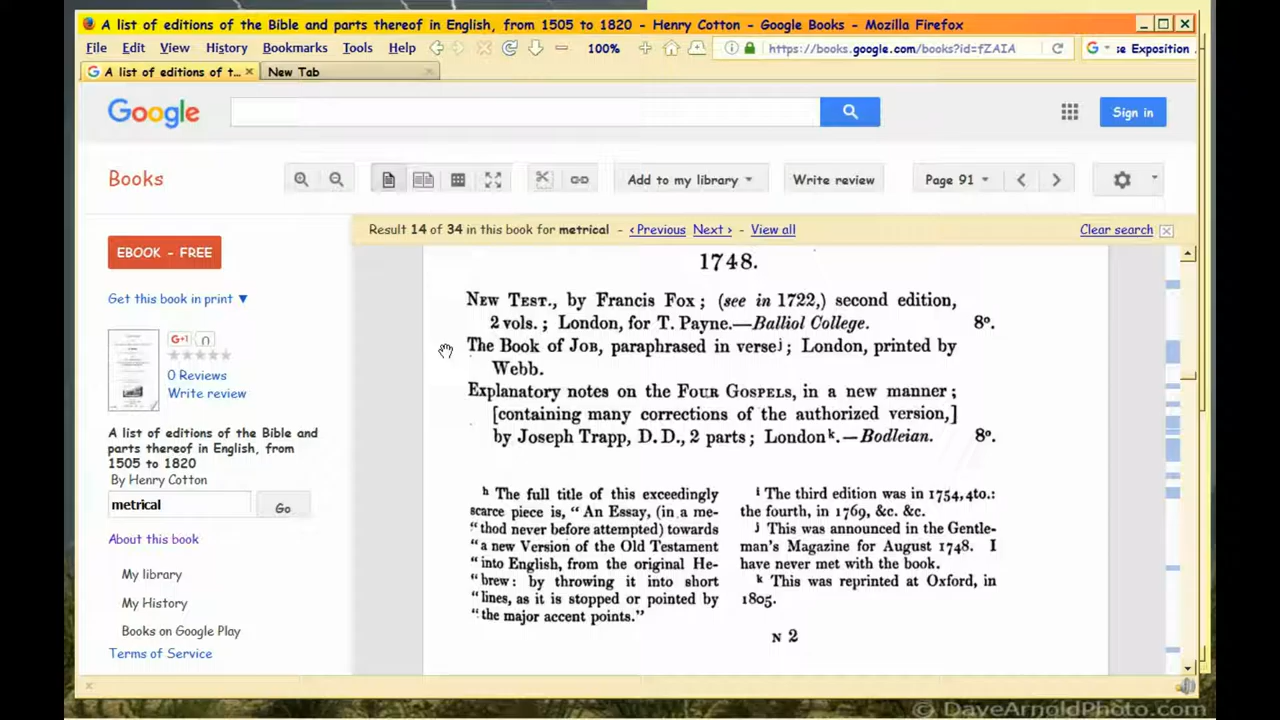 A list of editions of the Bible and parts thereof in English, from 1505 to 1820 - Henry Cotton - Google Books - Mozilla Firefox
File Edit View History Bookmarks Tools Help 100% https://books.google.com/books?id=fZAIA G :e Exposition
A list of editions of t... × New Tab
Google Sign in
Books Add to my library Write review Page 91
Result 14 of 34 in this book for metrical - ‹ Previous Next › - View all Clear search
EBOOK - FREE
Get this book in print ▼
G+1
0 Reviews
Write review
A list of editions of the Bible and
parts thereof in English, from
1505 to 1820
By Henry Cotton
metrical Go
About this book
My library
My History
Books on Google Play
Terms of Service
1748.
NEW TEST., by Francis Fox ; (see in 1722,) second edition,
2 vols. ; London, for T. Payne.—Balliol College. 8º.
The Book of JOB, paraphrased in verse j ; London, printed by
Webb.
Explanatory notes on the FOUR GOSPELS, in a new manner ;
[containing many corrections of the authorized version,]
by Joseph Trapp, D. D., 2 parts ; London k.—Bodleian. 8º.
h The full title of this exceedingly
scarce piece is, " An Essay, (in a me-
" thod never before attempted) towards
" a new Version of the Old Testament
" into English, from the original He-
" brew : by throwing it into short
" lines, as it is stopped or pointed by
" the major accent points."
i The third edition was in 1754, 4to.:
the fourth, in 1769, &c. &c.
j This was announced in the Gentle-
man's Magazine for August 1748. I
have never met with the book.
k This was reprinted at Oxford, in
1805.
N 2
© DaveArnoldPhoto.com